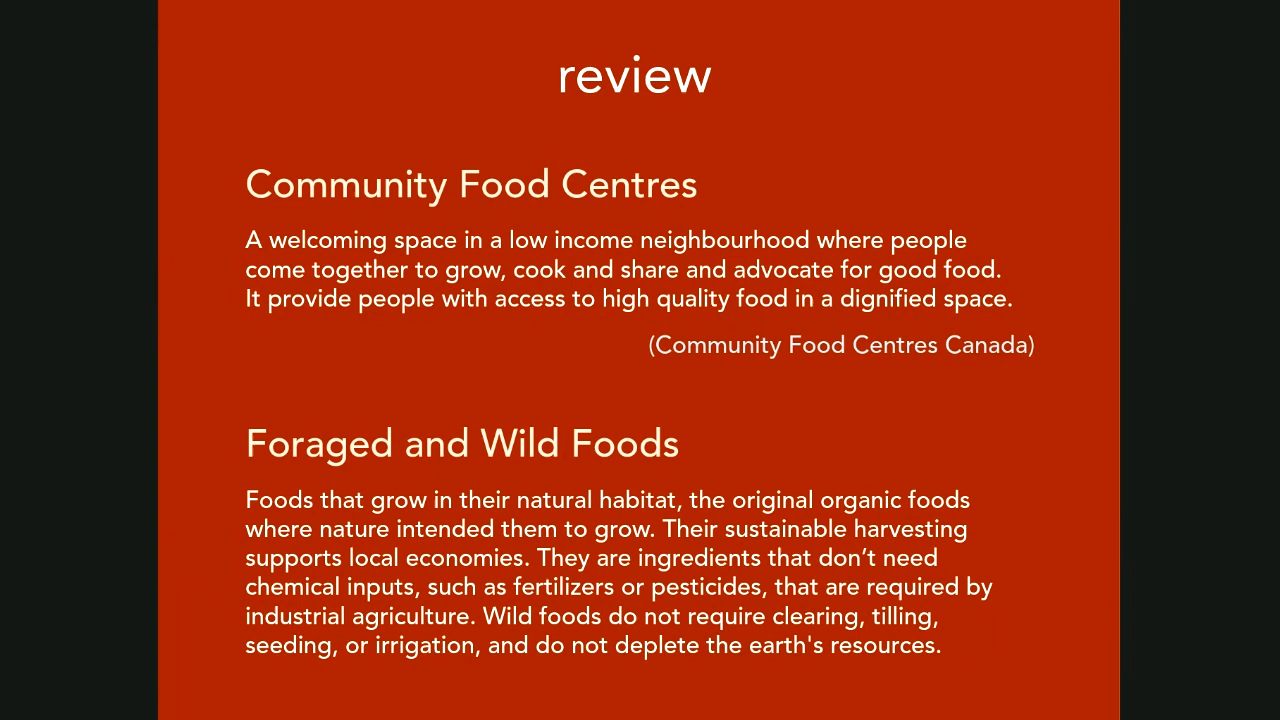 review
Community Food Centres
A welcoming space in a low income neighbourhood where people
come together to grow, cook and share and advocate for good food.
It provide people with access to high quality food in a dignified space.
(Community Food Centres Canada)
Foraged and Wild Foods
Foods that grow in their natural habitat, the original organic foods
where nature intended them to grow. Their sustainable harvesting
supports local economies. They are ingredients that don’t need
chemical inputs, such as fertilizers or pesticides, that are required by
industrial agriculture. Wild foods do not require clearing, tilling,
seeding, or irrigation, and do not deplete the earth's resources.